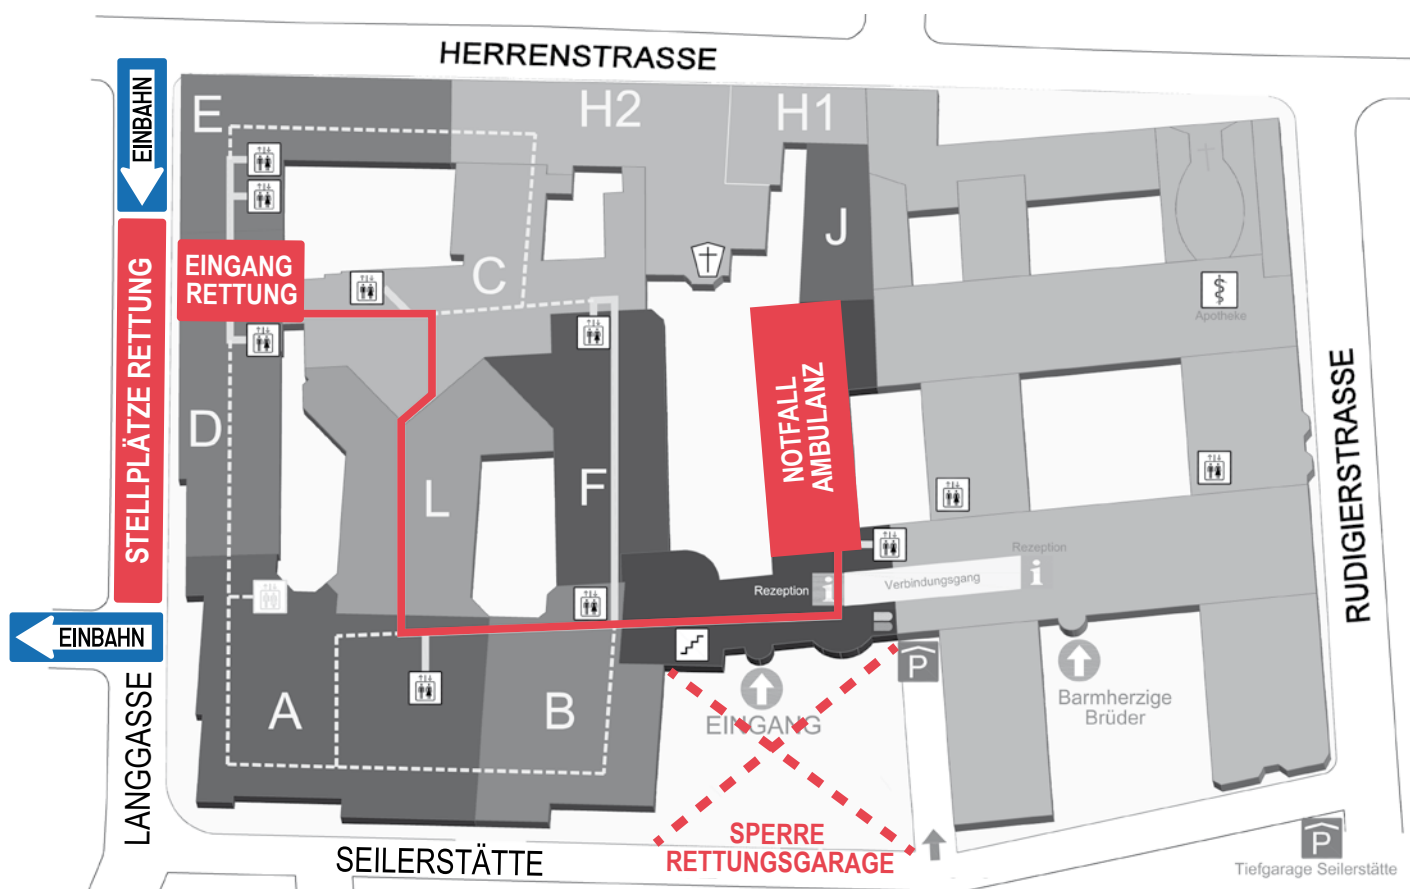 HERRENSTRASSE
EINBAHN
E
H2
H1
J
EINGANG
RETTUNG
C
STELLPLÄTZE RETTUNG
Apotheke
NOTFALL
AMBULANZ
RUDIGIERSTRASSE
D
L
F
Rezeption
i
Verbindungsgang
Rezeption
i
EINBAHN
P
A
B
EINGANG
Barmherzige
Brüder
LANGGASSE
SPERRE
RETTUNGSGARAGE
SEILERSTÄTTE
P
Tiefgarage Seilerstätte